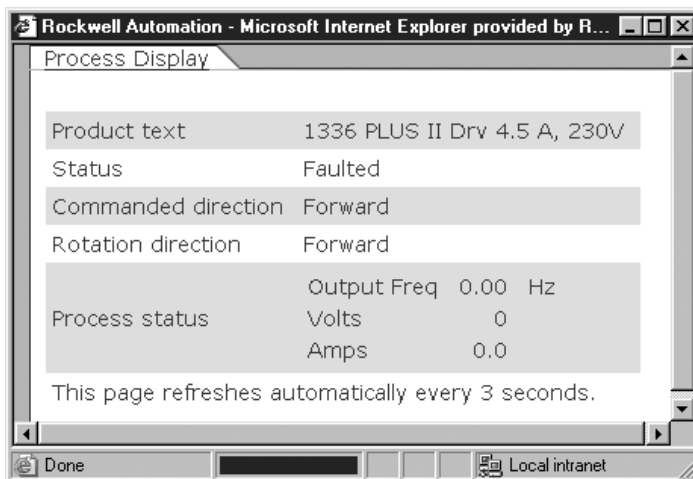 Rockwell Automation - Microsoft Internet Explorer provided by R...
Process Display
Product text 1336 PLUS II Drv 4.5 A, 230V
Status Faulted
Commanded direction Forward
Rotation direction Forward
Process status
Output Freq 0.00 Hz
Volts 0
Amps 0.0
This page refreshes automatically every 3 seconds.
Done Local intranet